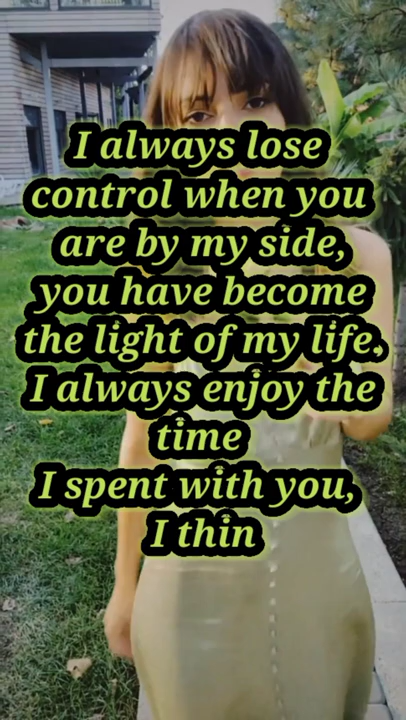 I always lose
control when you
are by my side,
you have become
the light of my life.
I always enjoy the
time
I spent with you,
I thin